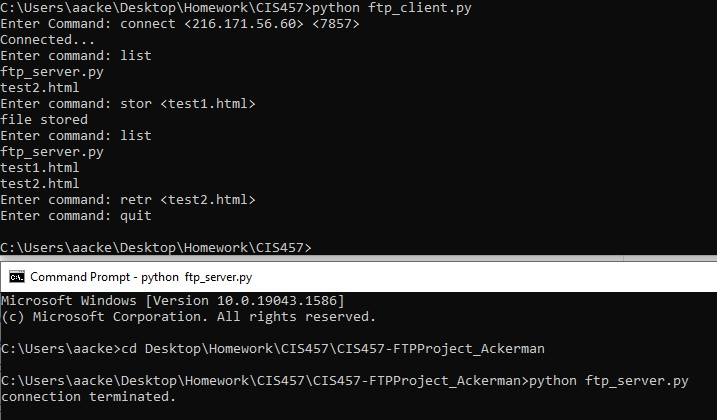 C:\Users\aacke\Desktop\Homework\CIS457>python ftp_client.py
Enter Command: connect <216.171.56.60> <7857>
Connected...
Enter command: list
ftp_server.py
test2.html
Enter command: stor <test1.html>
file stored
Enter command: list
ftp_server.py
test1.html
test2.html
Enter command: retr <test2.html>
Enter command: quit
C:\Users\aacke\Desktop\Homework\CIS457>
Command Prompt - python  ftp_server.py
Microsoft Windows [Version 10.0.19043.1586]
(c) Microsoft Corporation. All rights reserved.
C:\Users\aacke>cd Desktop\Homework\CIS457\CIS457-FTPProject_Ackerman
C:\Users\aacke\Desktop\Homework\CIS457\CIS457-FTPProject_Ackerman>python ftp_server.py
connection terminated.